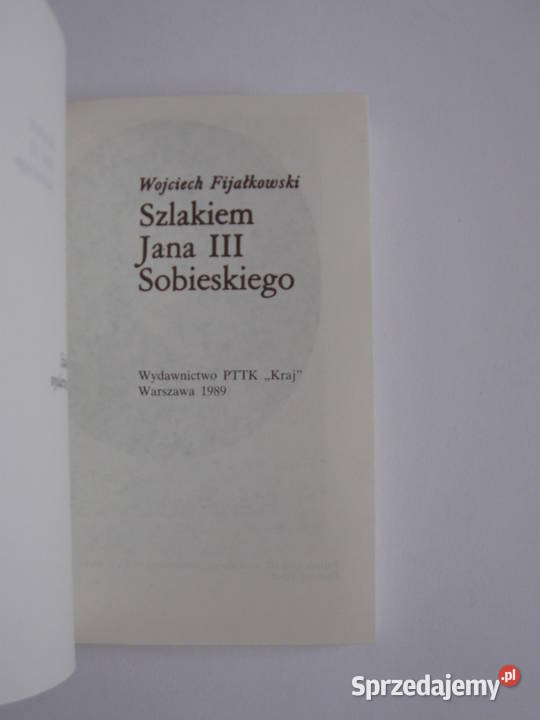 Wojciech Fijałkowski
Szlakiem
Jana III
Sobieskiego
Wydawnictwo PTTK „Kraj”
Warszawa 1989
Sprzedajemy.pl